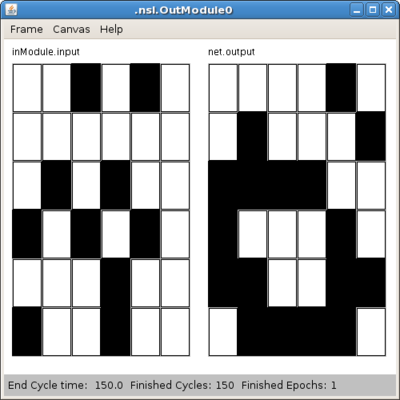 .nsl.OutModule0
Frame Canvas Help
inModule.input net.output
End Cycle time: 150.0 Finished Cycles: 150 Finished Epochs: 1